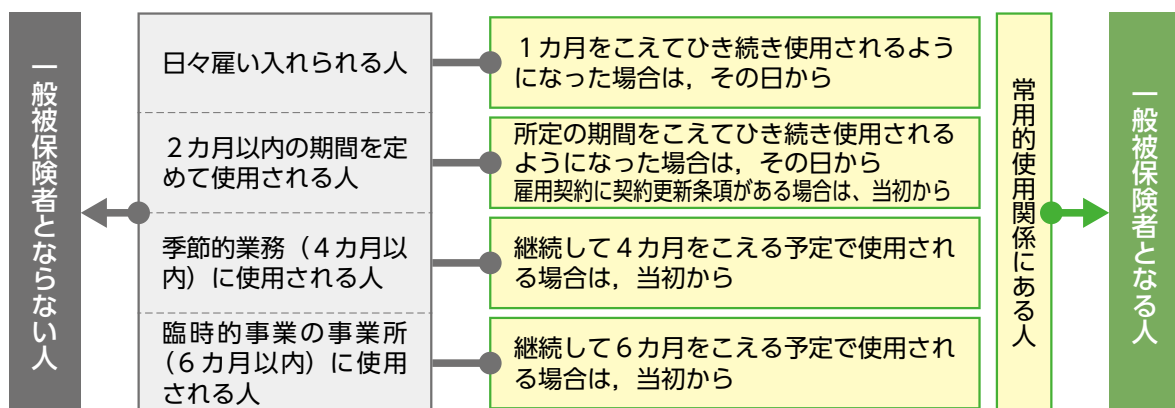 一般被保険者とならない人
日々雇い入れられる人
１カ月をこえてひき続き使用されるよう
になった場合は，その日から
２カ月以内の期間を定
めて使用される人
所定の期間をこえてひき続き使用される
ようになった場合は，その日から
雇用契約に契約更新条項がある場合は、当初から
季節的業務（４カ月以
内）に使用される人
継続して４カ月をこえる予定で使用され
る場合は，当初から
臨時的事業の事業所
（６カ月以内）に使用
される人
継続して６カ月をこえる予定で使用され
る場合は，当初から
常用的使用関係にある人
一般被保険者となる人